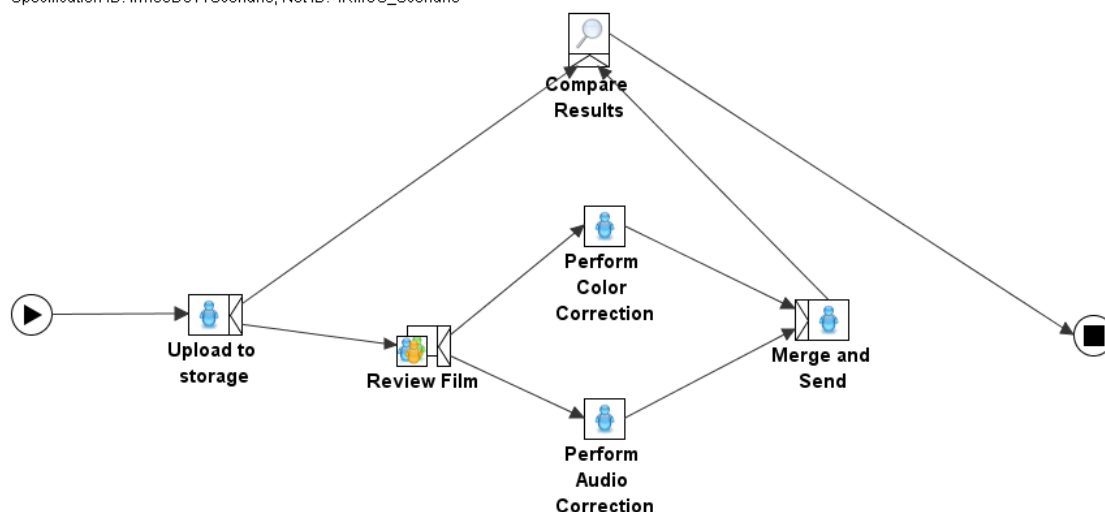 Compare
Results
Perform
Color
Correction
Upload to
storage
Review Film
Merge and
Send
Perform
Audio
Correction